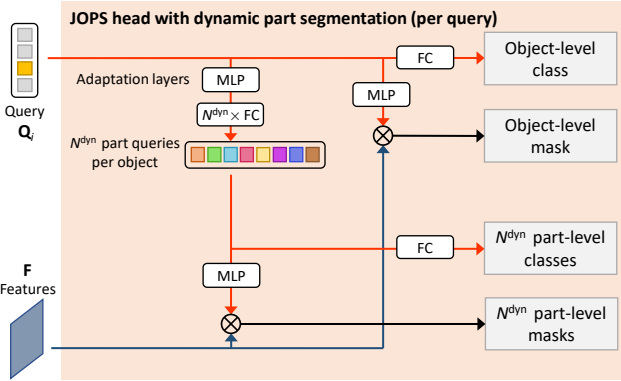 JOPS head with dynamic part segmentation (per query)
Query
Qᵢ
Adaptation layers
MLP
Nᵈʸⁿ × FC
Nᵈʸⁿ part queries
per object
FC
MLP
Object-level
class
Object-level
mask
FC
MLP
Nᵈʸⁿ part-level
classes
Nᵈʸⁿ part-level
masks
F
Features